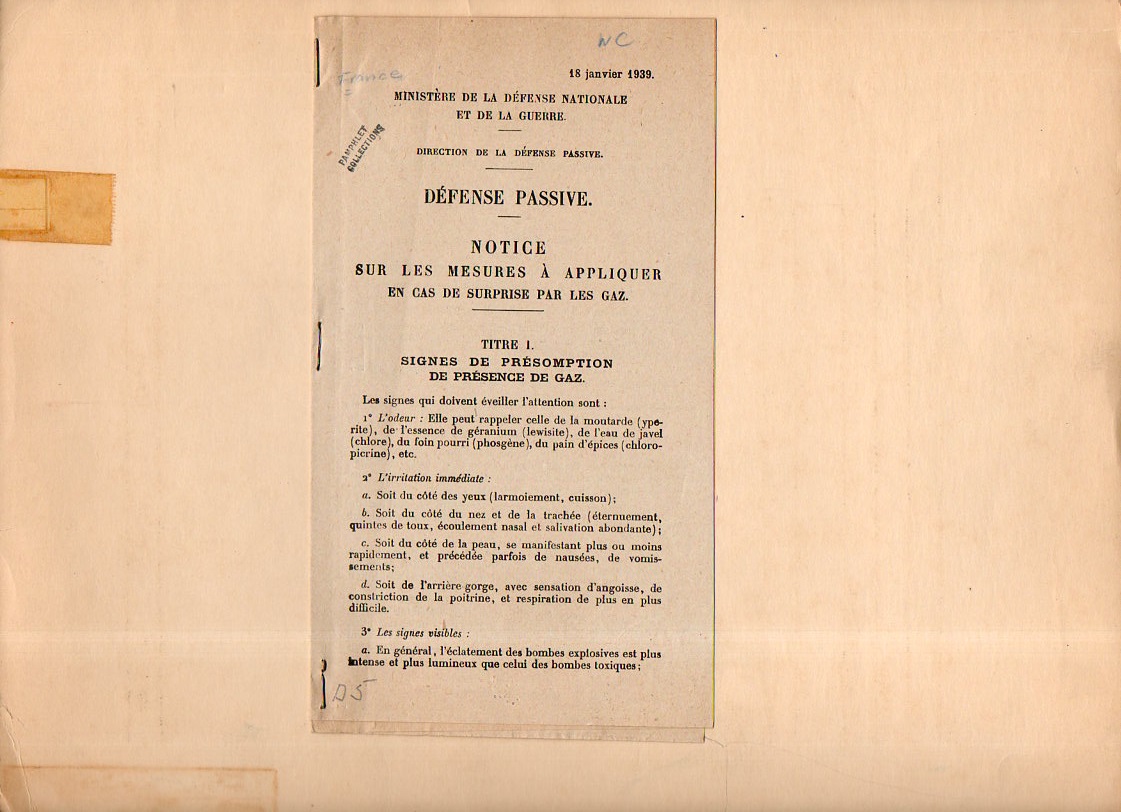 NC
France
18 janvier 1939.
MINISTÈRE DE LA DÉFENSE NATIONALE
ET DE LA GUERRE.
PAMPHLET
COLLECTIONS
DIRECTION DE LA DÉFENSE PASSIVE.
DÉFENSE PASSIVE.
NOTICE
SUR LES MESURES À APPLIQUER
EN CAS DE SURPRISE PAR LES GAZ.
TITRE I.
SIGNES DE PRÉSOMPTION
DE PRÉSENCE DE GAZ.
Les signes qui doivent éveiller l'attention sont :
1° L'odeur : Elle peut rappeler celle de la moutarde (ypé-
rite), de l'essence de géranium (lewisite), de l'eau de javel
(chlore), du foin pourri (phosgène), du pain d'épices (chloro-
picrine), etc.
2° L'irritation immédiate :
a. Soit du côté des yeux (larmoiement, cuisson);
b. Soit du côté du nez et de la trachée (éternuement,
quintes de toux, écoulement nasal et salivation abondante);
c. Soit du côté de la peau, se manifestant plus ou moins
rapidement, et précédée parfois de nausées, de vomis-
sements;
d. Soit de l'arrière-gorge, avec sensation d'angoisse, de
constriction de la poitrine, et respiration de plus en plus
difficile.
3° Les signes visibles :
a. En général, l'éclatement des bombes explosives est plus
intense et plus lumineux que celui des bombes toxiques;
D5